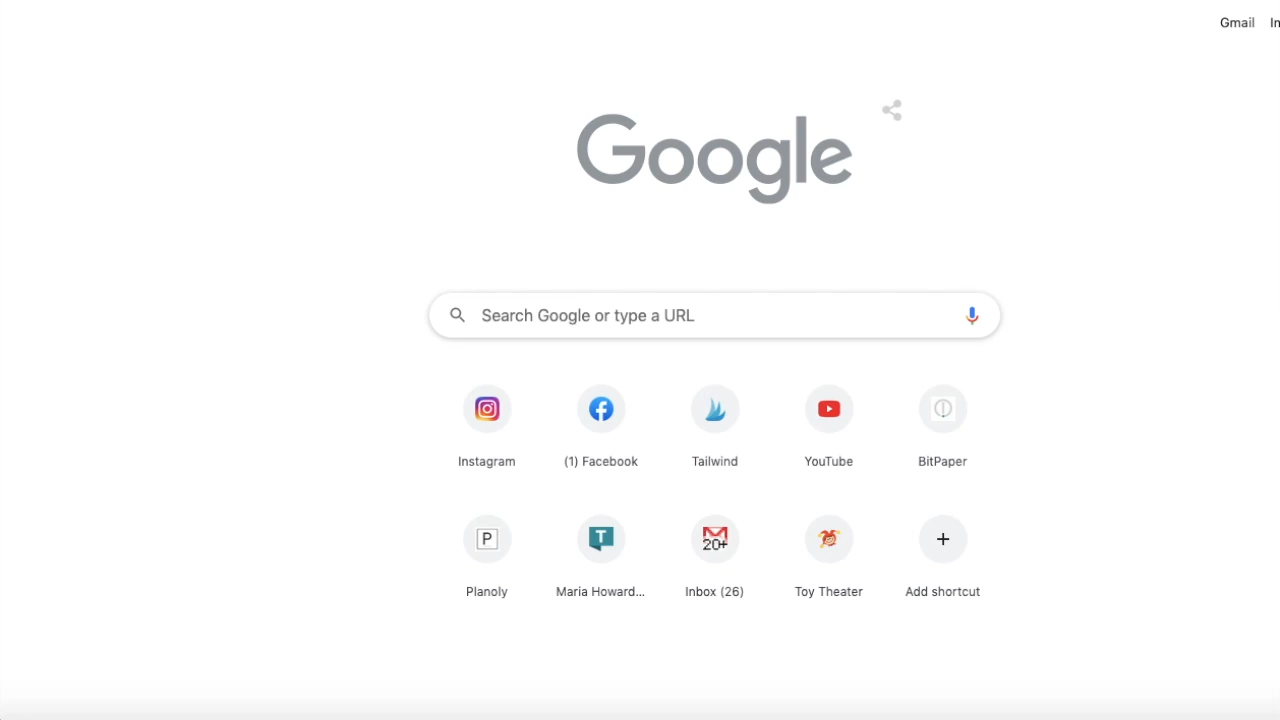 Gmail
Google
Search Google or type a URL
Instagram
(1) Facebook
Tailwind
YouTube
BitPaper
P
T
20+
Planoly
Maria Howard...
Inbox (26)
Toy Theater
Add shortcut